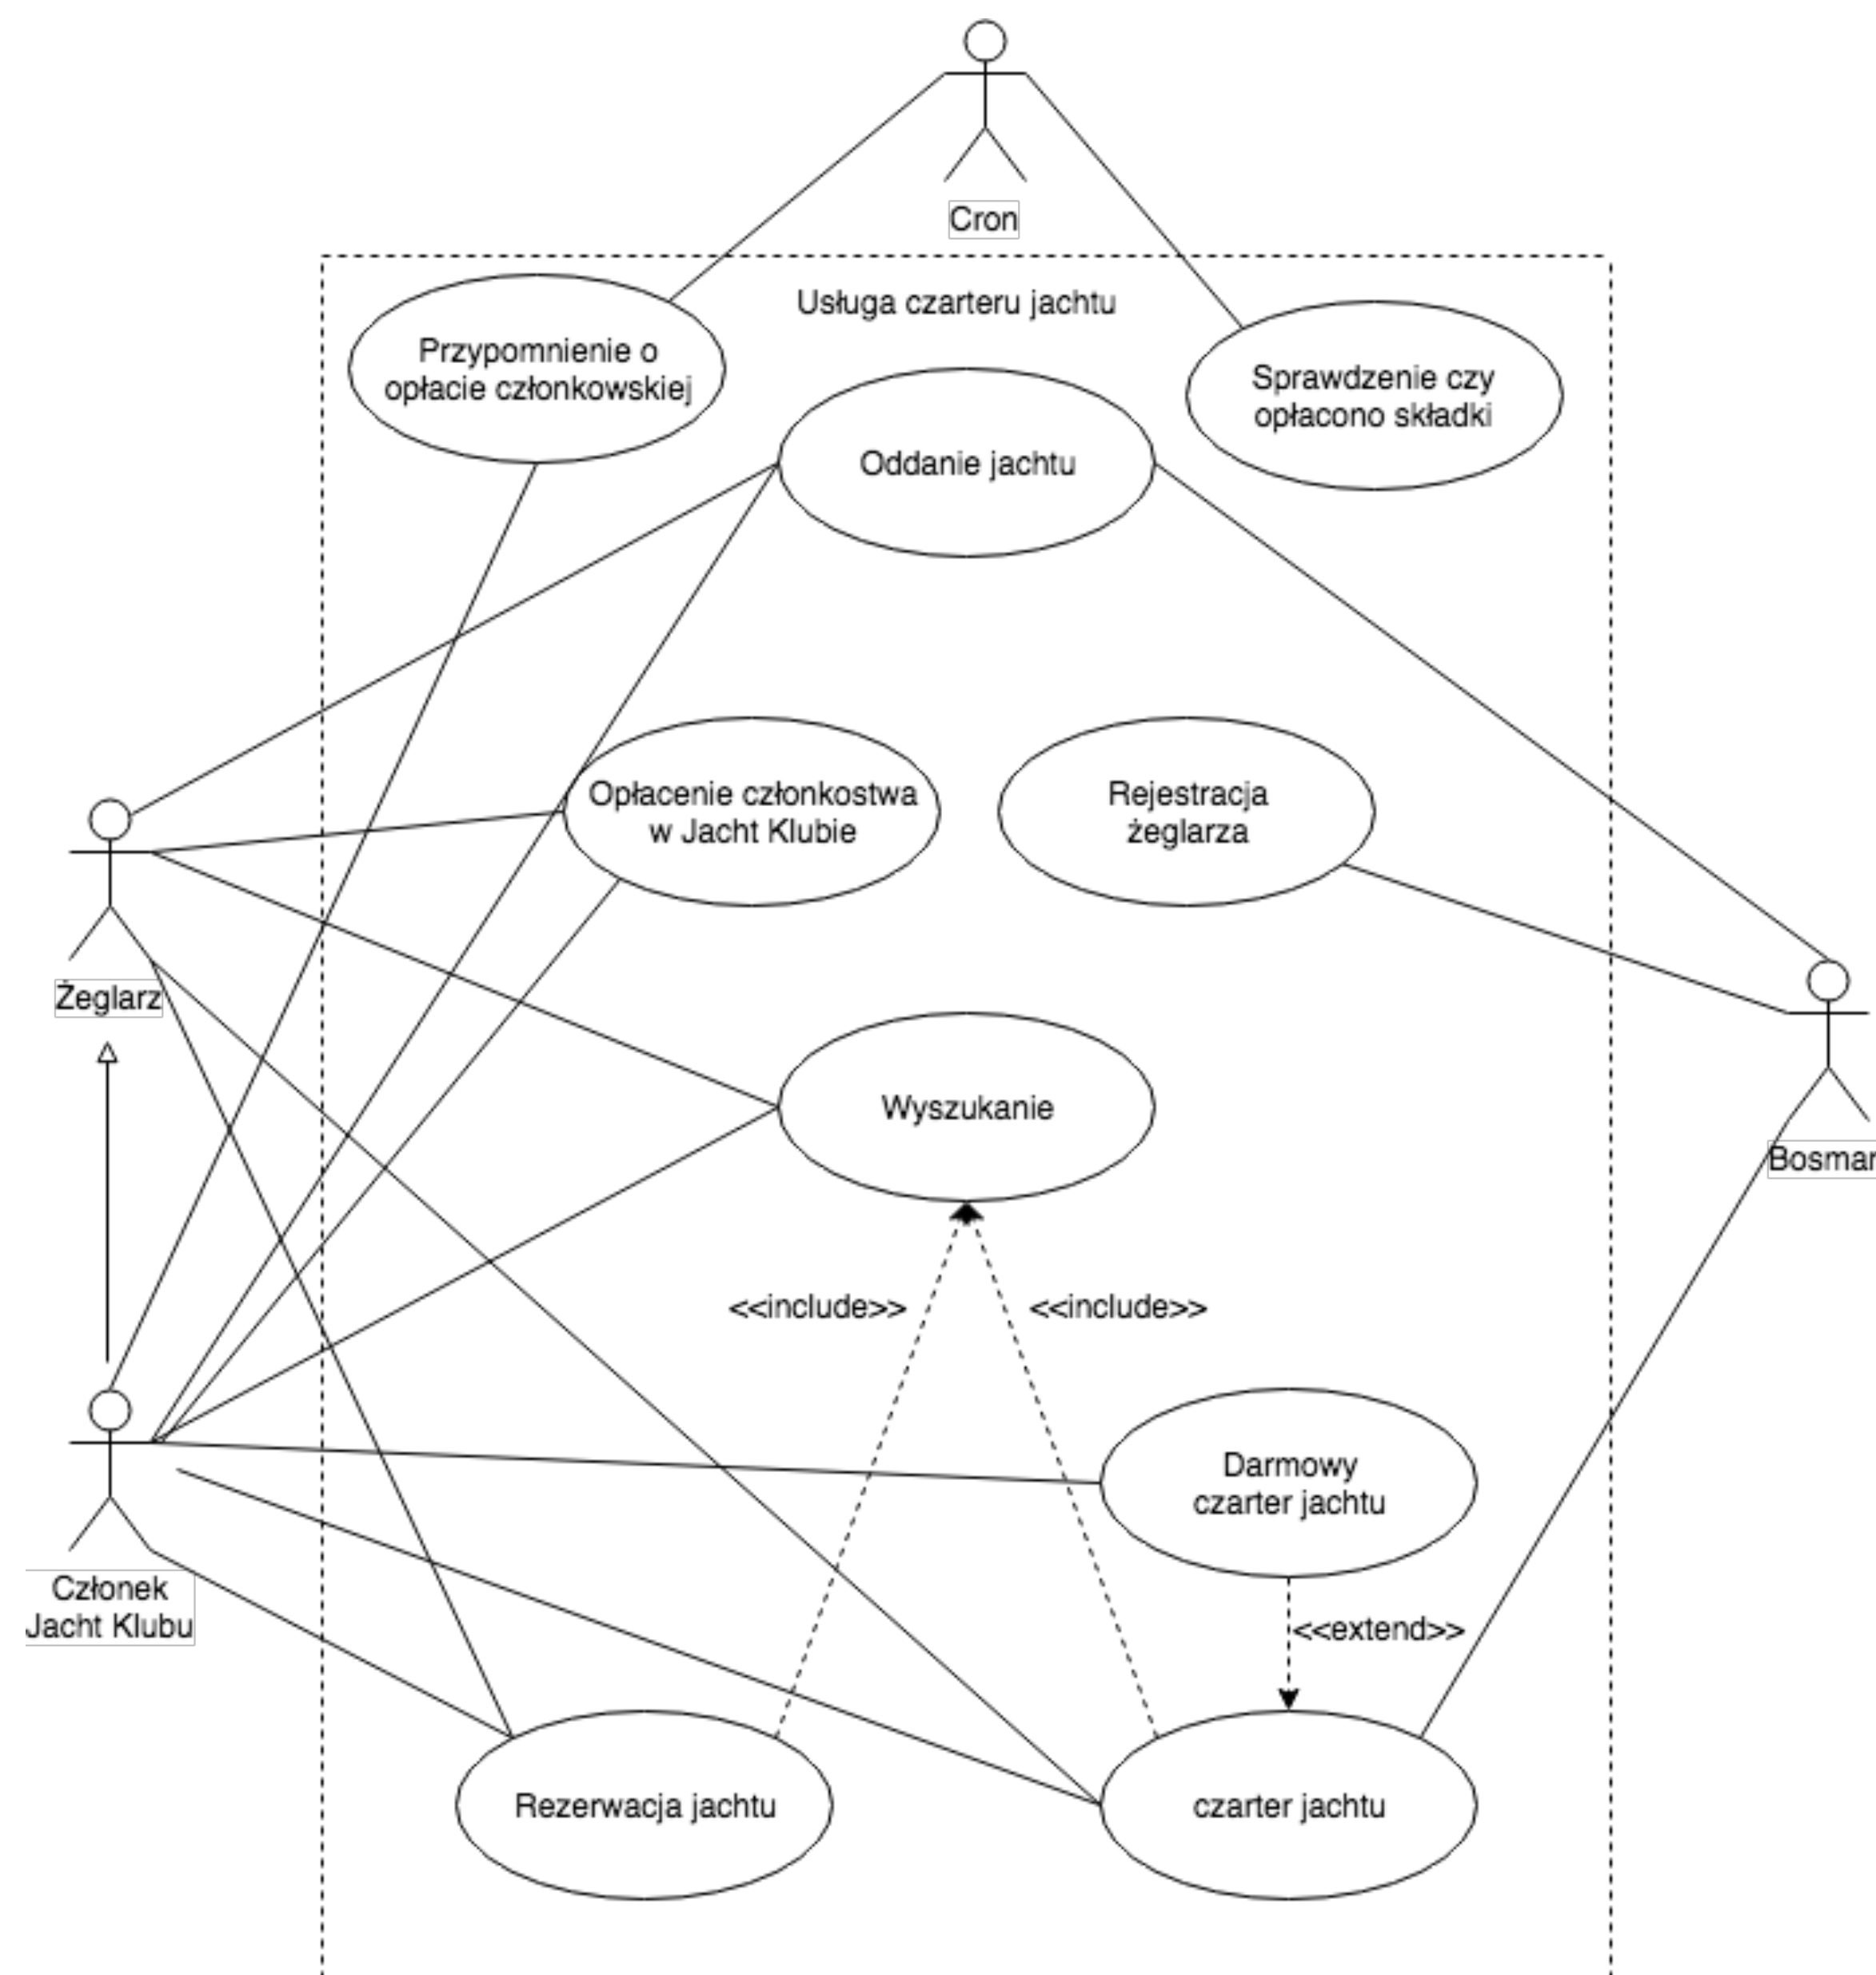 Cron
Usługa czarteru jachtu
Przypomnienie o
opłacie członkowskiej
Sprawdzenie czy
opłacono składki
Oddanie jachtu
Opłacenie członkostwa
w Jacht Klubie
Rejestracja
żeglarza
Żeglarz
Wyszukanie
Bosman
<<include>>
<<include>>
Darmowy
czarter jachtu
Członek
Jacht Klubu
<<extend>>
Rezerwacja jachtu
czarter jachtu